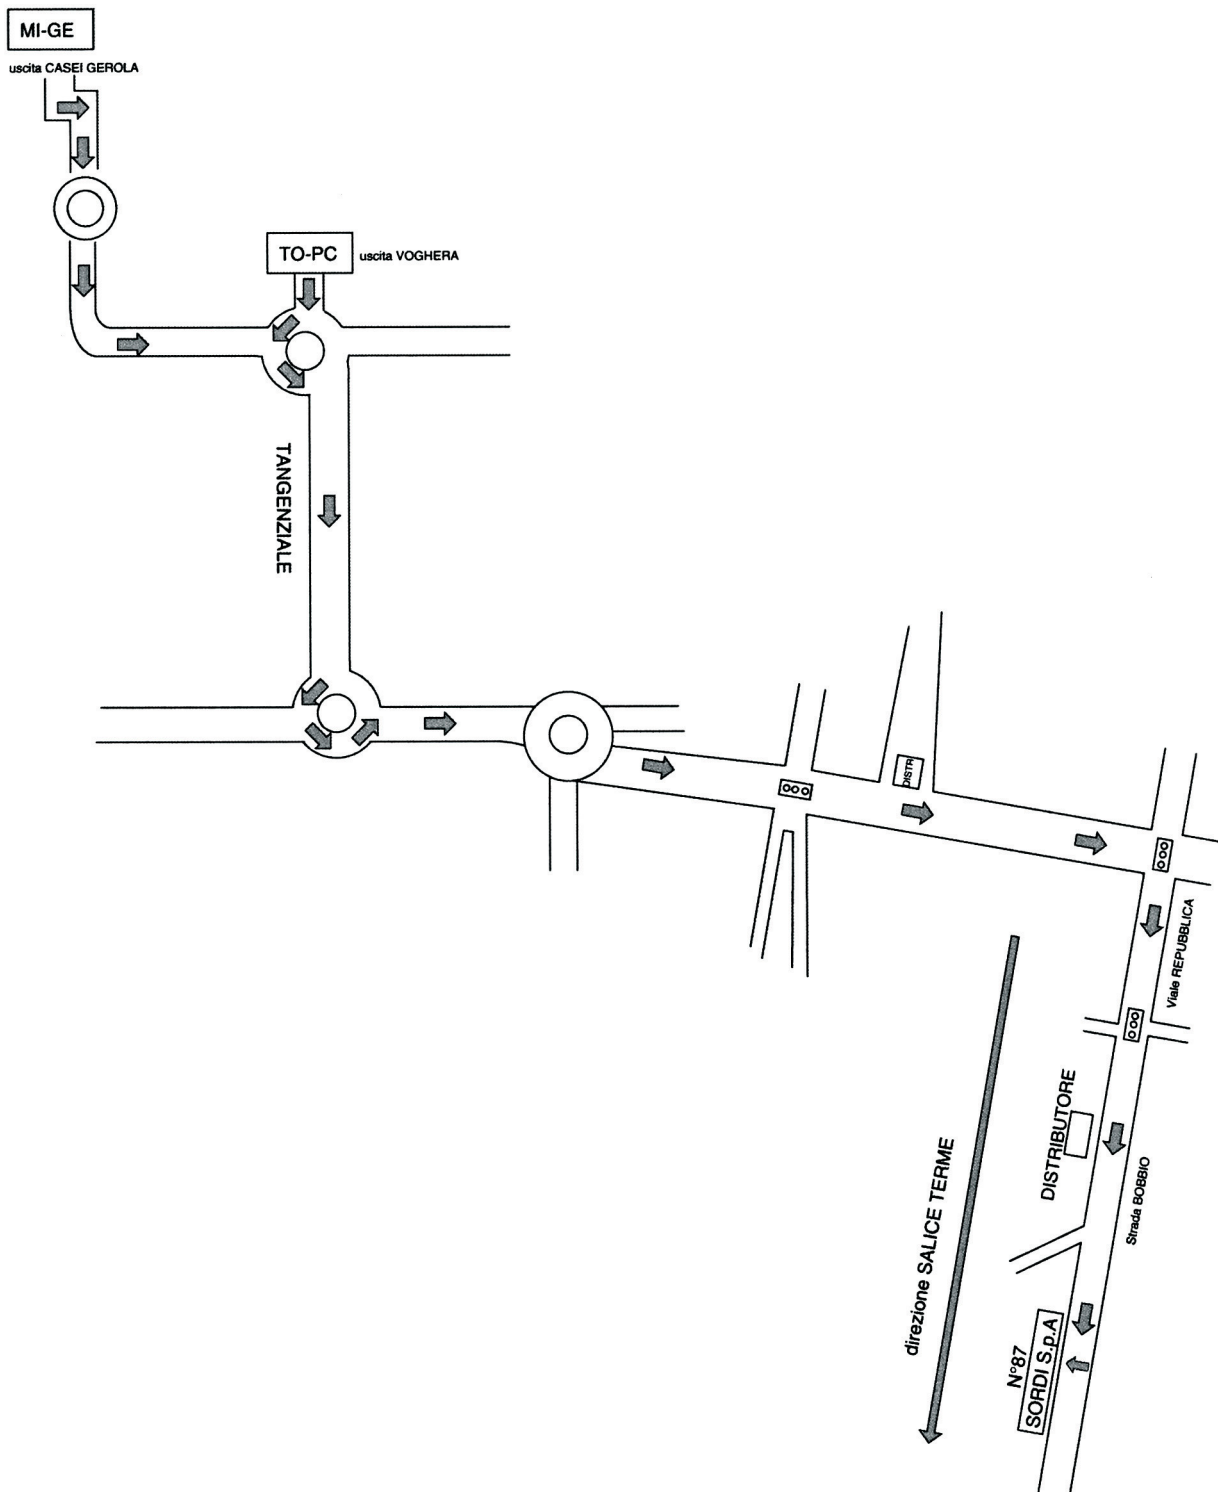 MI-GE
uscita CASEI GEROLA
TO-PC
uscita VOGHERA
TANGENZIALE
DISTR
Viale REPUBBLICA
DISTRIBUTORE
Strada BOBBIO
direzione SALICE TERME
N°87
SORDI S.p.A